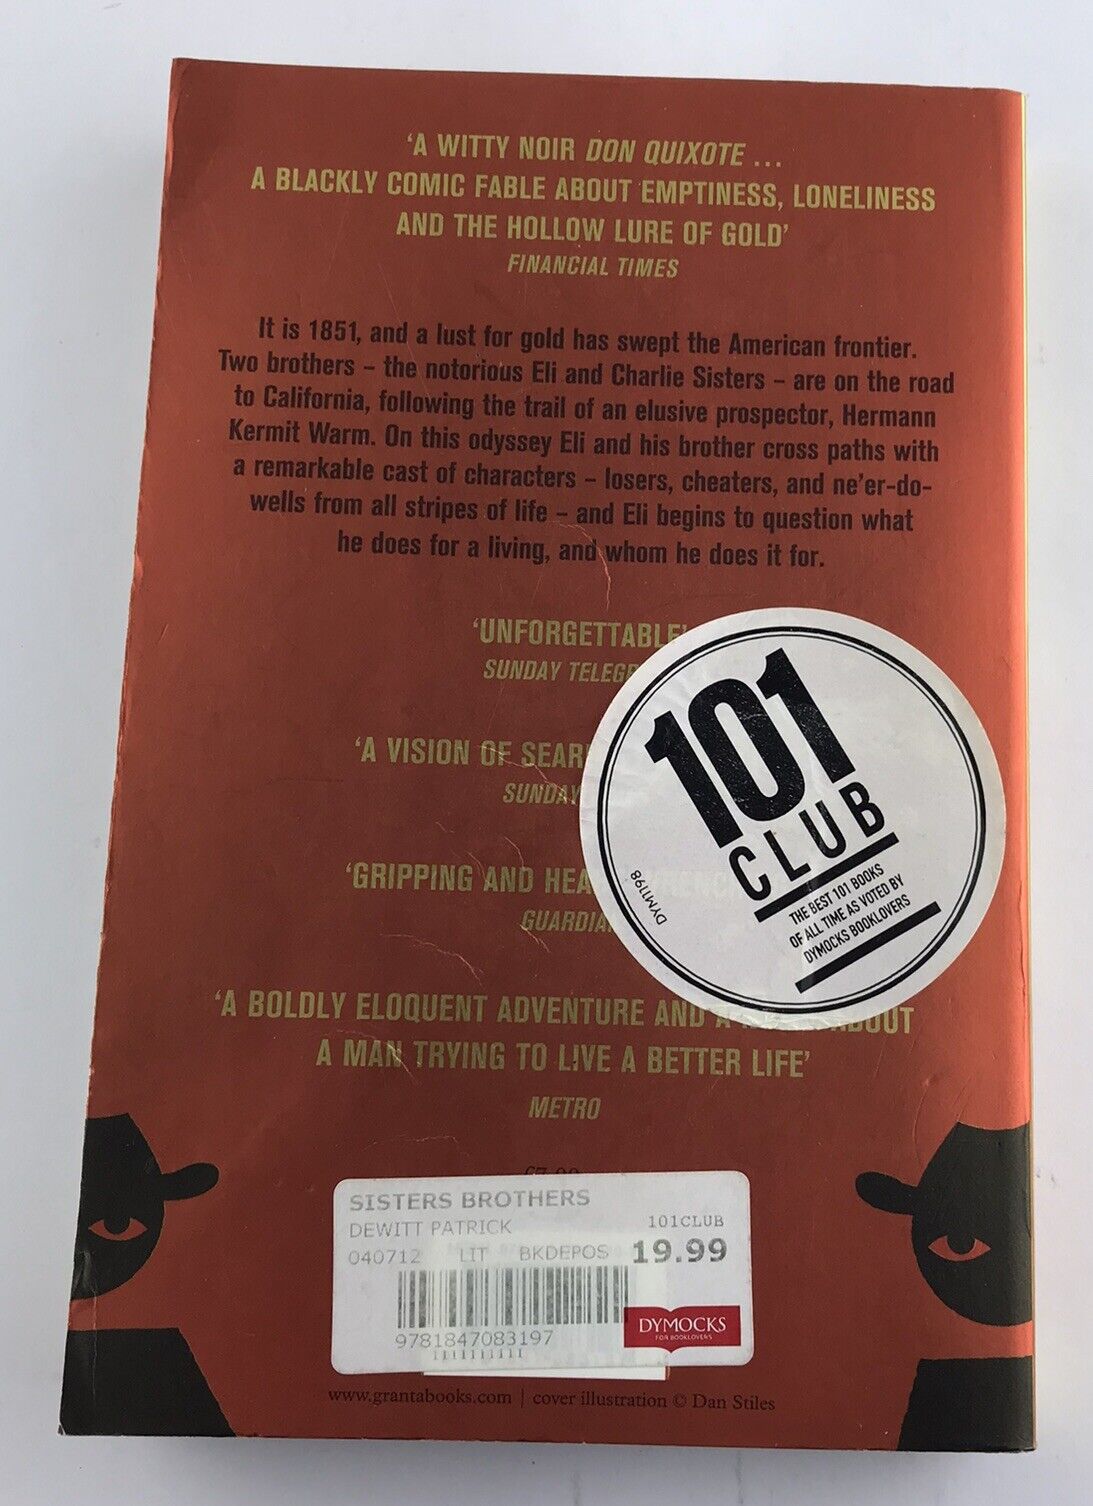 ‘A WITTY NOIR DON QUIXOTE ...
A BLACKLY COMIC FABLE ABOUT EMPTINESS, LONELINESS
AND THE HOLLOW LURE OF GOLD’
FINANCIAL TIMES
It is 1851, and a lust for gold has swept the American frontier.
Two brothers – the notorious Eli and Charlie Sisters – are on the road
to California, following the trail of an elusive prospector, Hermann
Kermit Warm. On this odyssey Eli and his brother cross paths with
a remarkable cast of characters – losers, cheaters, and ne'er-do-
wells from all stripes of life – and Eli begins to question what
he does for a living, and whom he does it for.
‘UNFORGETTABLE’
SUNDAY
‘A VISION OF
SUNDAY
‘GRIPPING AND
GUARDIAN
101
CLUB
THE BEST 101 BOOKS
OF ALL TIME AS VOTED BY
DYMOCKS BOOKLOVERS
DYM1198
‘A BOLDLY ELOQUENT ADVENTURE AND A ABOUT
A MAN TRYING TO LIVE A BETTER LIFE’
METRO
SISTERS BROTHERS
DEWITT PATRICK 101CLUB
040712 LIT BKDEPOS 19.99
9781847083197
DYMOCKS
FOR BOOKLOVERS
www.grantabooks.com | cover illustration © Dan Stiles